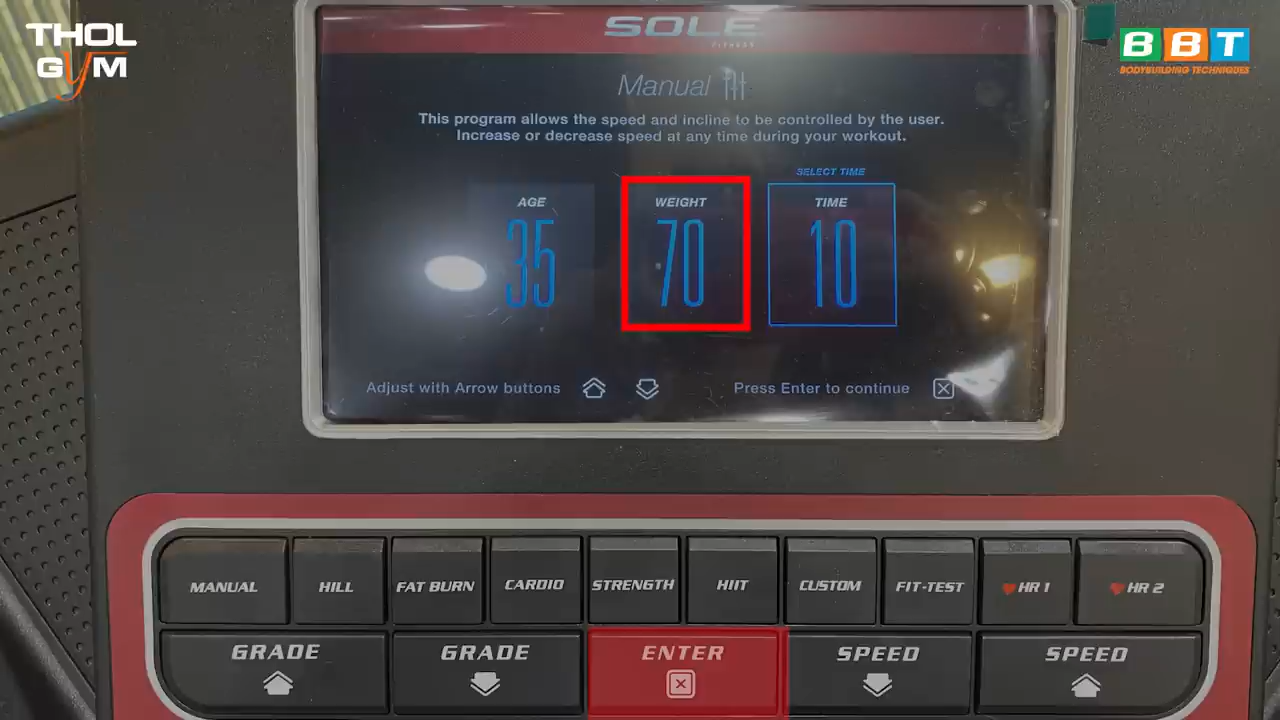 THOL
GYM
BBT
BODYBUILDING TECHNIQUES
SOLE
FITNESS
Manual
This program allows the speed and incline to be controlled by the user.
Increase or decrease speed at any time during your workout.
SELECT TIME
AGE
WEIGHT
TIME
35
70
10
Adjust with Arrow buttons
Press Enter to continue
MANUAL
HILL
FAT BURN
CARDIO
STRENGTH
HIIT
CUSTOM
FIT-TEST
HR 1
HR 2
GRADE
GRADE
ENTER
SPEED
SPEED